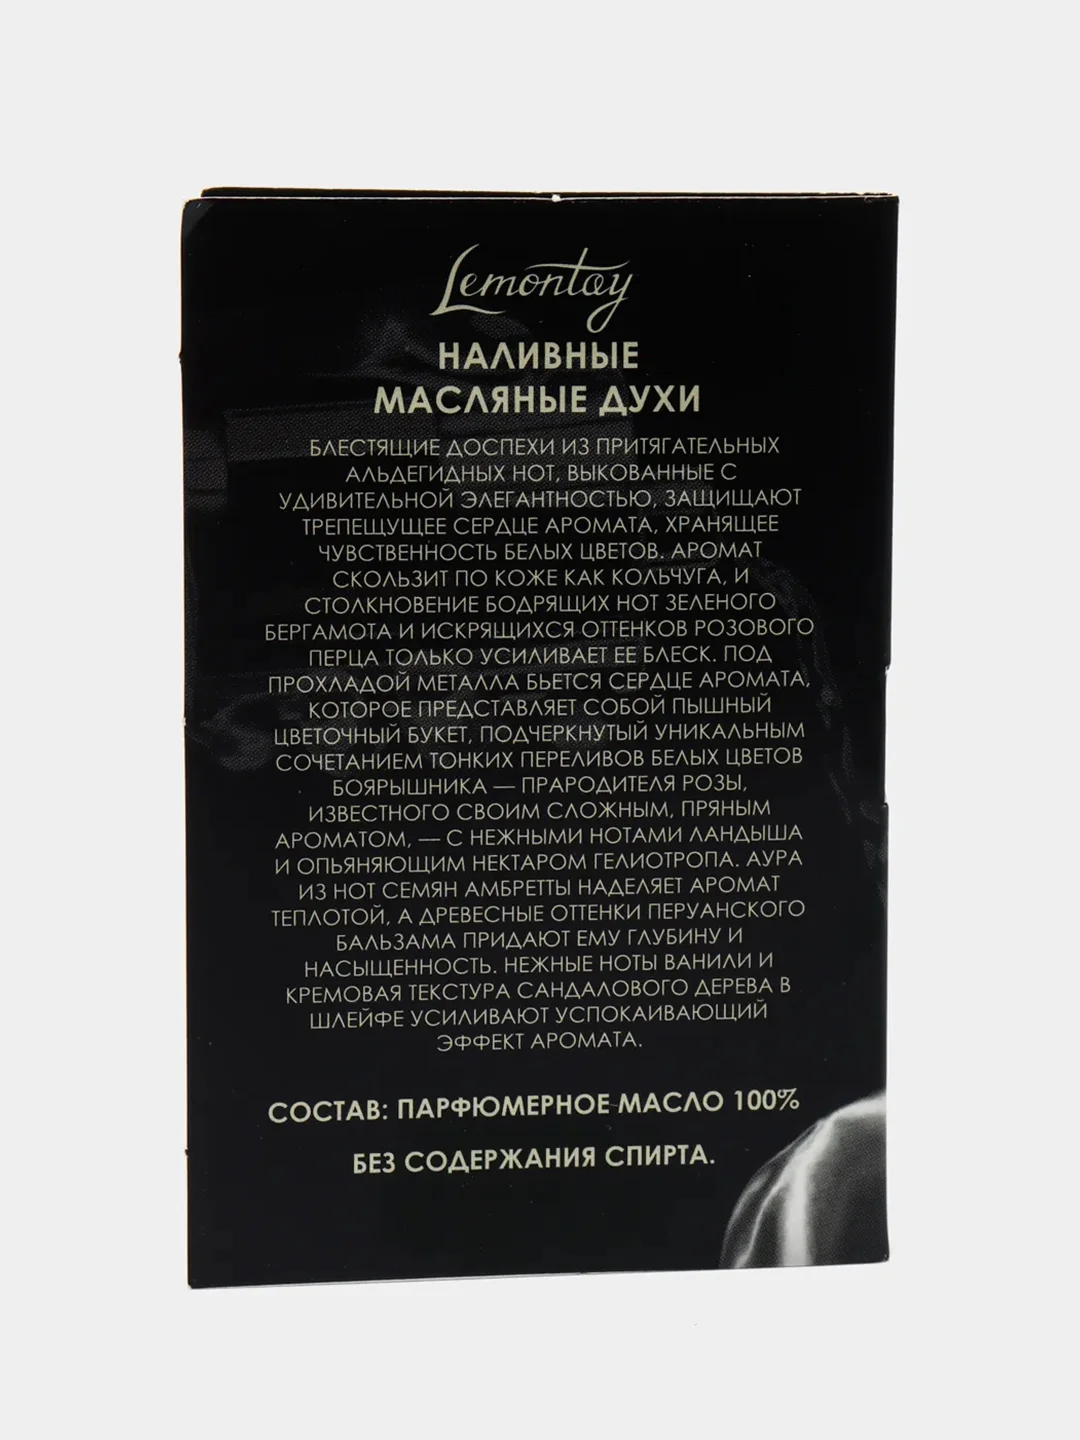 Lemontay
НАЛИВНЫЕ
МАСЛЯНЫЕ ДУХИ
БЛЕСТЯЩИЕ ДОСПЕХИ ИЗ ПРИТЯГАТЕЛЬНЫХ
АЛЬДЕГИДНЫХ НОТ, ВЫКОВАННЫЕ С
УДИВИТЕЛЬНОЙ ЭЛЕГАНТНОСТЬЮ, ЗАЩИЩАЮТ
ТРЕПЕЩУЩЕЕ СЕРДЦЕ АРОМАТА, ХРАНЯЩЕЕ
ЧУВСТВЕННОСТЬ БЕЛЫХ ЦВЕТОВ. АРОМАТ
СКОЛЬЗИТ ПО КОЖЕ КАК КОЛЬЧУГА, И
СТОЛКНОВЕНИЕ БОДРЯЩИХ НОТ ЗЕЛЕНОГО
БЕРГАМОТА И ИСКРЯЩИХСЯ ОТТЕНКОВ РОЗОВОГО
ПЕРЦА ТОЛЬКО УСИЛИВАЕТ ЕЕ БЛЕСК. ПОД
ПРОХЛАДОЙ МЕТАЛЛА БЬЕТСЯ СЕРДЦЕ АРОМАТА,
КОТОРОЕ ПРЕДСТАВЛЯЕТ СОБОЙ ПЫШНЫЙ
ЦВЕТОЧНЫЙ БУКЕТ, ПОДЧЕРКНУТЫЙ УНИКАЛЬНЫМ
СОЧЕТАНИЕМ ТОНКИХ ПЕРЕЛИВОВ БЕЛЫХ ЦВЕТОВ
БОЯРЫШНИКА — ПРАРОДИТЕЛЯ РОЗЫ,
ИЗВЕСТНОГО СВОИМ СЛОЖНЫМ, ПРЯНЫМ
АРОМАТОМ, — С НЕЖНЫМИ НОТАМИ ЛАНДЫША
И ОПЬЯНЯЮЩИМ НЕКТАРОМ ГЕЛИОТРОПА. АУРА
ИЗ НОТ СЕМЯН АМБРЕТТЫ НАДЕЛЯЕТ АРОМАТ
ТЕПЛОТОЙ, А ДРЕВЕСНЫЕ ОТТЕНКИ ПЕРУАНСКОГО
БАЛЬЗАМА ПРИДАЮТ ЕМУ ГЛУБИНУ И
НАСЫЩЕННОСТЬ. НЕЖНЫЕ НОТЫ ВАНИЛИ И
КРЕМОВАЯ ТЕКСТУРА САНДАЛОВОГО ДЕРЕВА В
ШЛЕЙФЕ УСИЛИВАЮТ УСПОКАИВАЮЩИЙ
ЭФФЕКТ АРОМАТА.
СОСТАВ: ПАРФЮМЕРНОЕ МАСЛО 100%
БЕЗ СОДЕРЖАНИЯ СПИРТА.